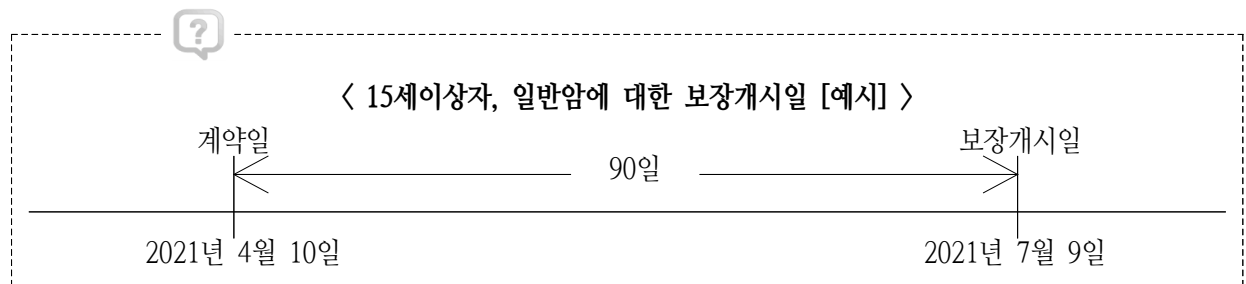 ?
< 15세이상자, 일반암에 대한 보장개시일 [예시] >
계약일 보장개시일
90일
2021년 4월 10일 2021년 7월 9일